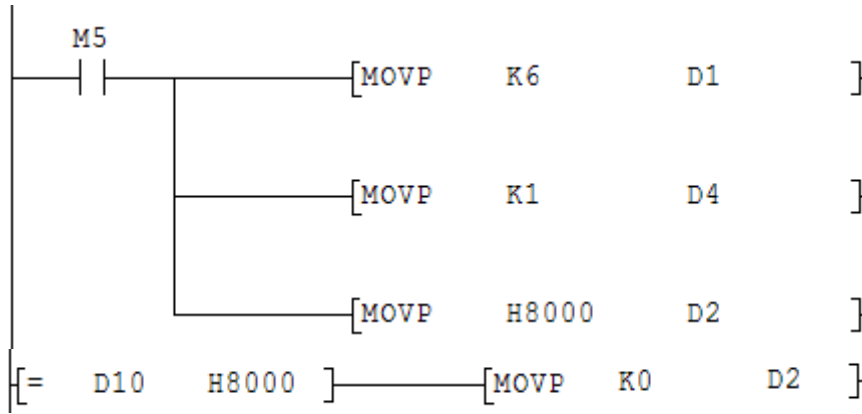 M5
[MOVP K6 D1 ]
[MOVP K1 D4 ]
[MOVP H8000 D2 ]
[= D10 H8000 ] [MOVP K0 D2 ]